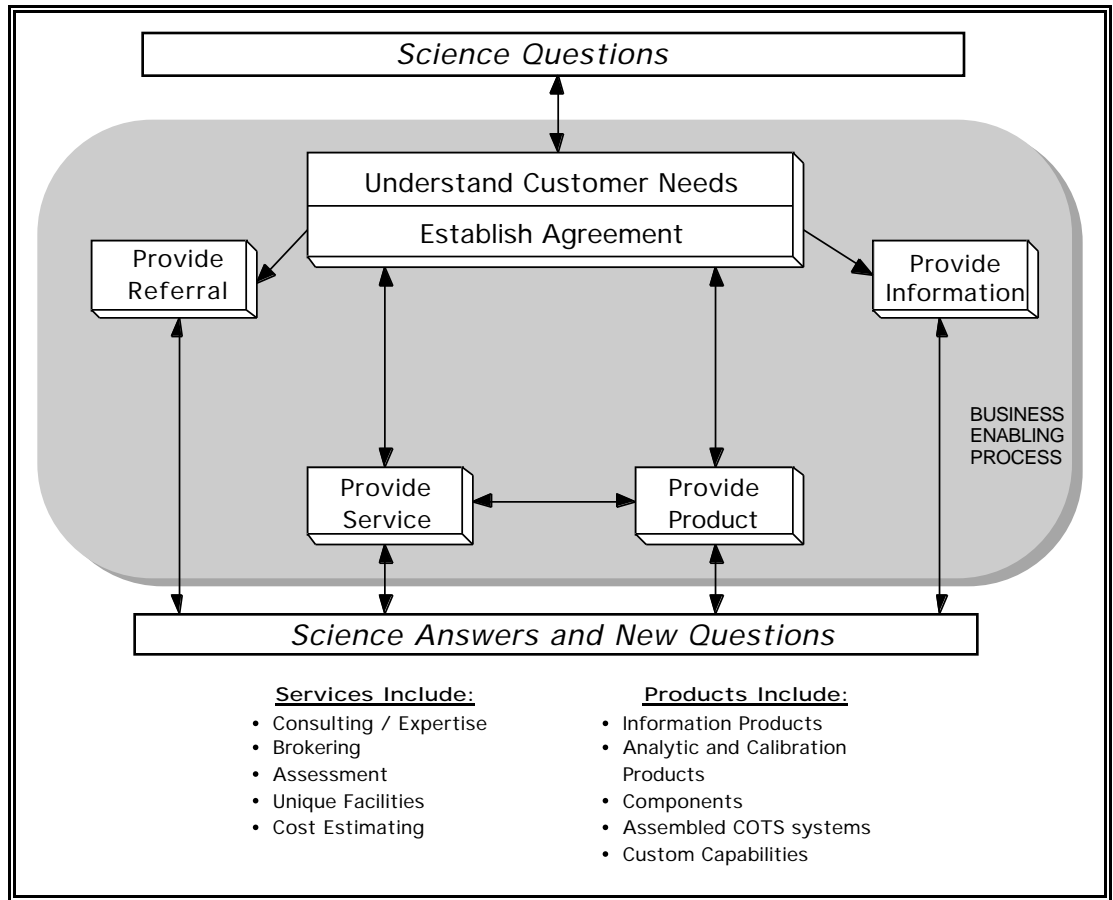 Science Questions
Understand Customer Needs
Establish Agreement
Provide
Referral
Provide
Information
BUSINESS
ENABLING
PROCESS
Provide
Service
Provide
Product
Science Answers and New Questions
Services Include:
• Consulting / Expertise
• Brokering
• Assessment
• Unique Facilities
• Cost Estimating
Products Include:
• Information Products
• Analytic and Calibration
Products
• Components
• Assembled COTS systems
• Custom Capabilities